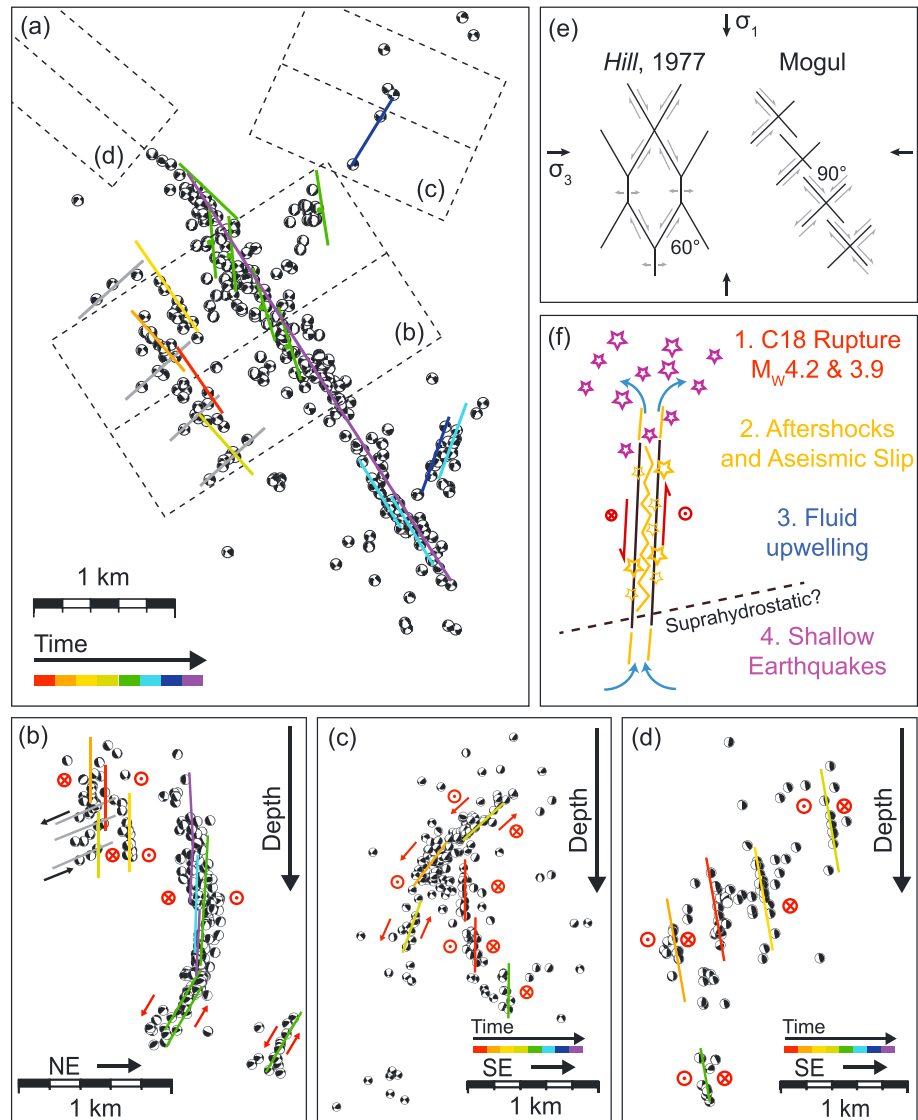 (a)
(d)
(c)
(b)
1 km
Time
(e)
σ1
Hill, 1977
Mogul
σ3
90°
60°
(f)
1. C18 Rupture
MW4.2 & 3.9
2. Aftershocks
and Aseismic Slip
3. Fluid
upwelling
Suprahydrostatic?
4. Shallow
Earthquakes
(b)
Depth
NE
1 km
(c)
Depth
Time
SE
1 km
(d)
Depth
Time
SE
1 km